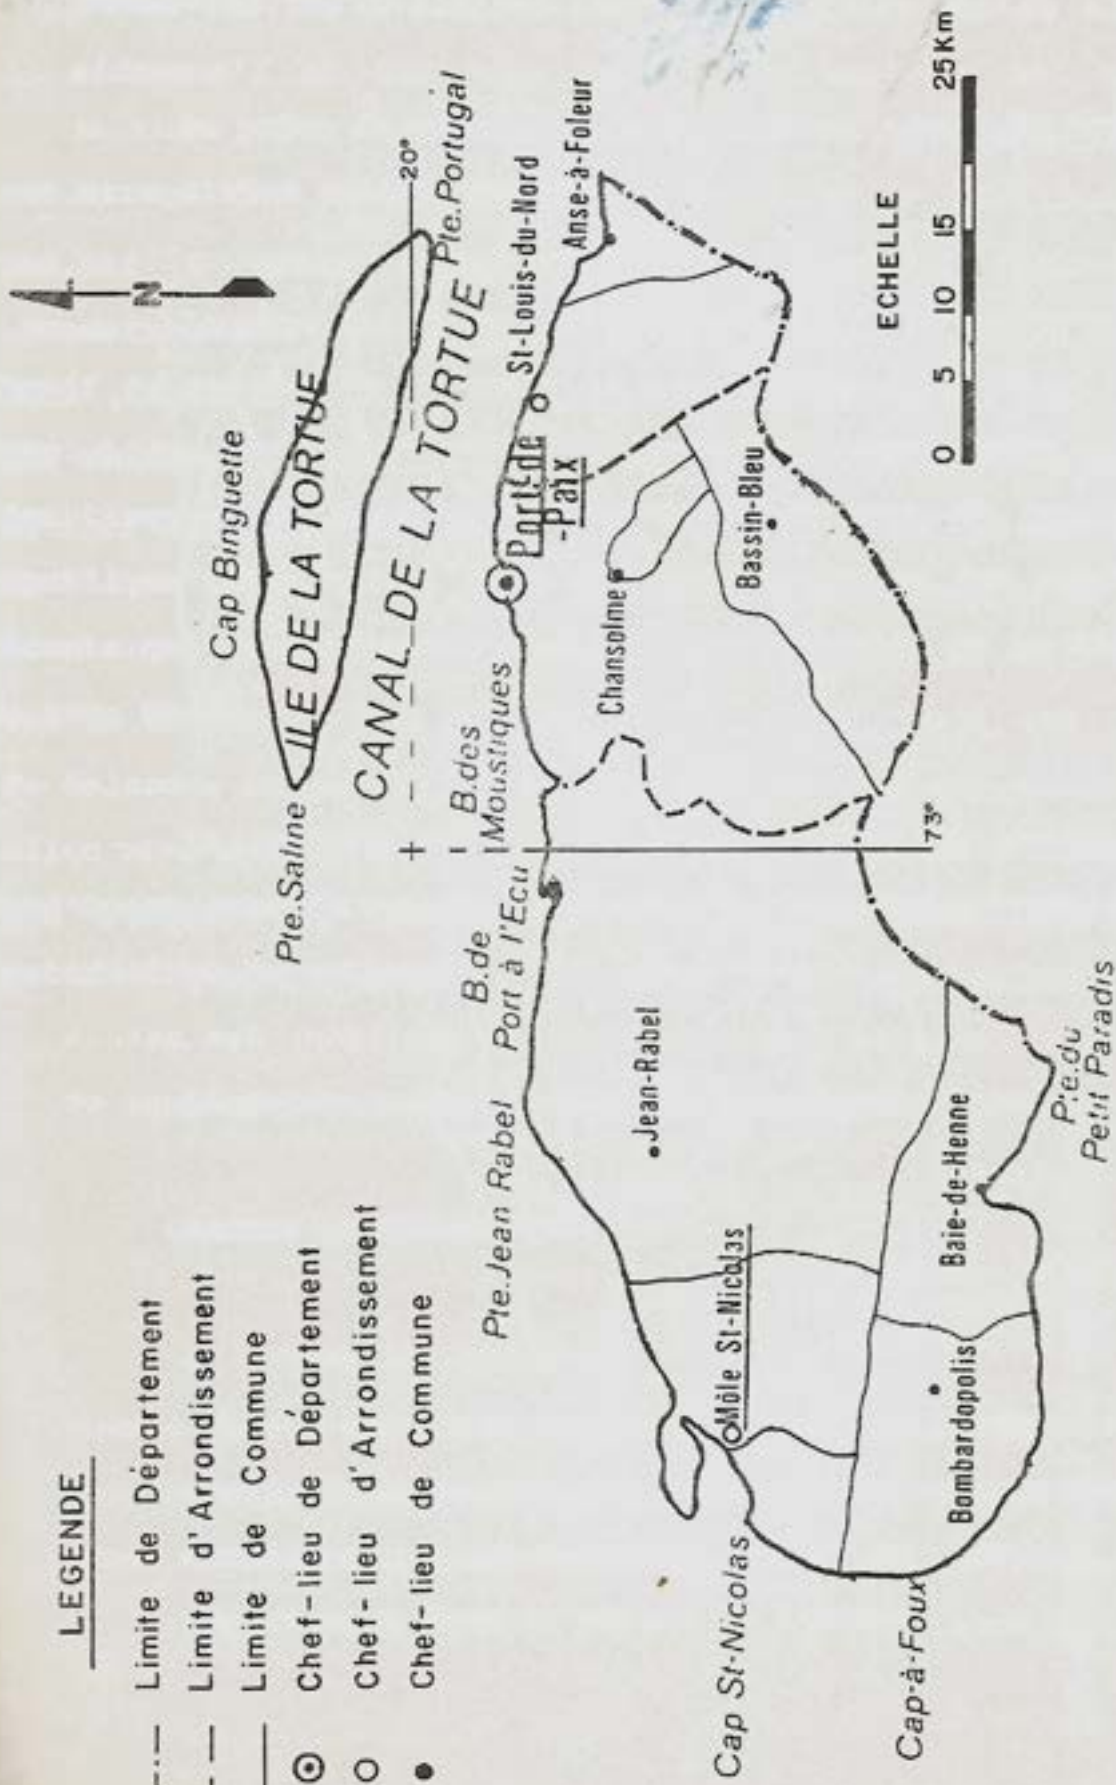 LEGENDE
Limite de Département
Limite d'Arrondissement
Limite de Commune
Chef-lieu de Département
Chef-lieu d'Arrondissement
Chef-lieu de Commune
N
Cap Binguette
Pte.Saline
ILE DE LA TORTUE
20°
CANAL DE LA TORTUE
Pte.Portugal
B.des
Moustiques
B.de
Port à l'Ecu
Pte.Jean Rabel
Port-de
-Paix
St-Louis-du-Nord
Anse-à-Foleur
Chansolme
Bassin-Bleu
Jean-Rabel
Môle St-Nicolas
Cap St-Nicolas
Baie-de-Henne
Bombardopolis
Cap-à-Foux
73°
Pte.du
Petit Paradis
ECHELLE
0 5 10 15 25Km